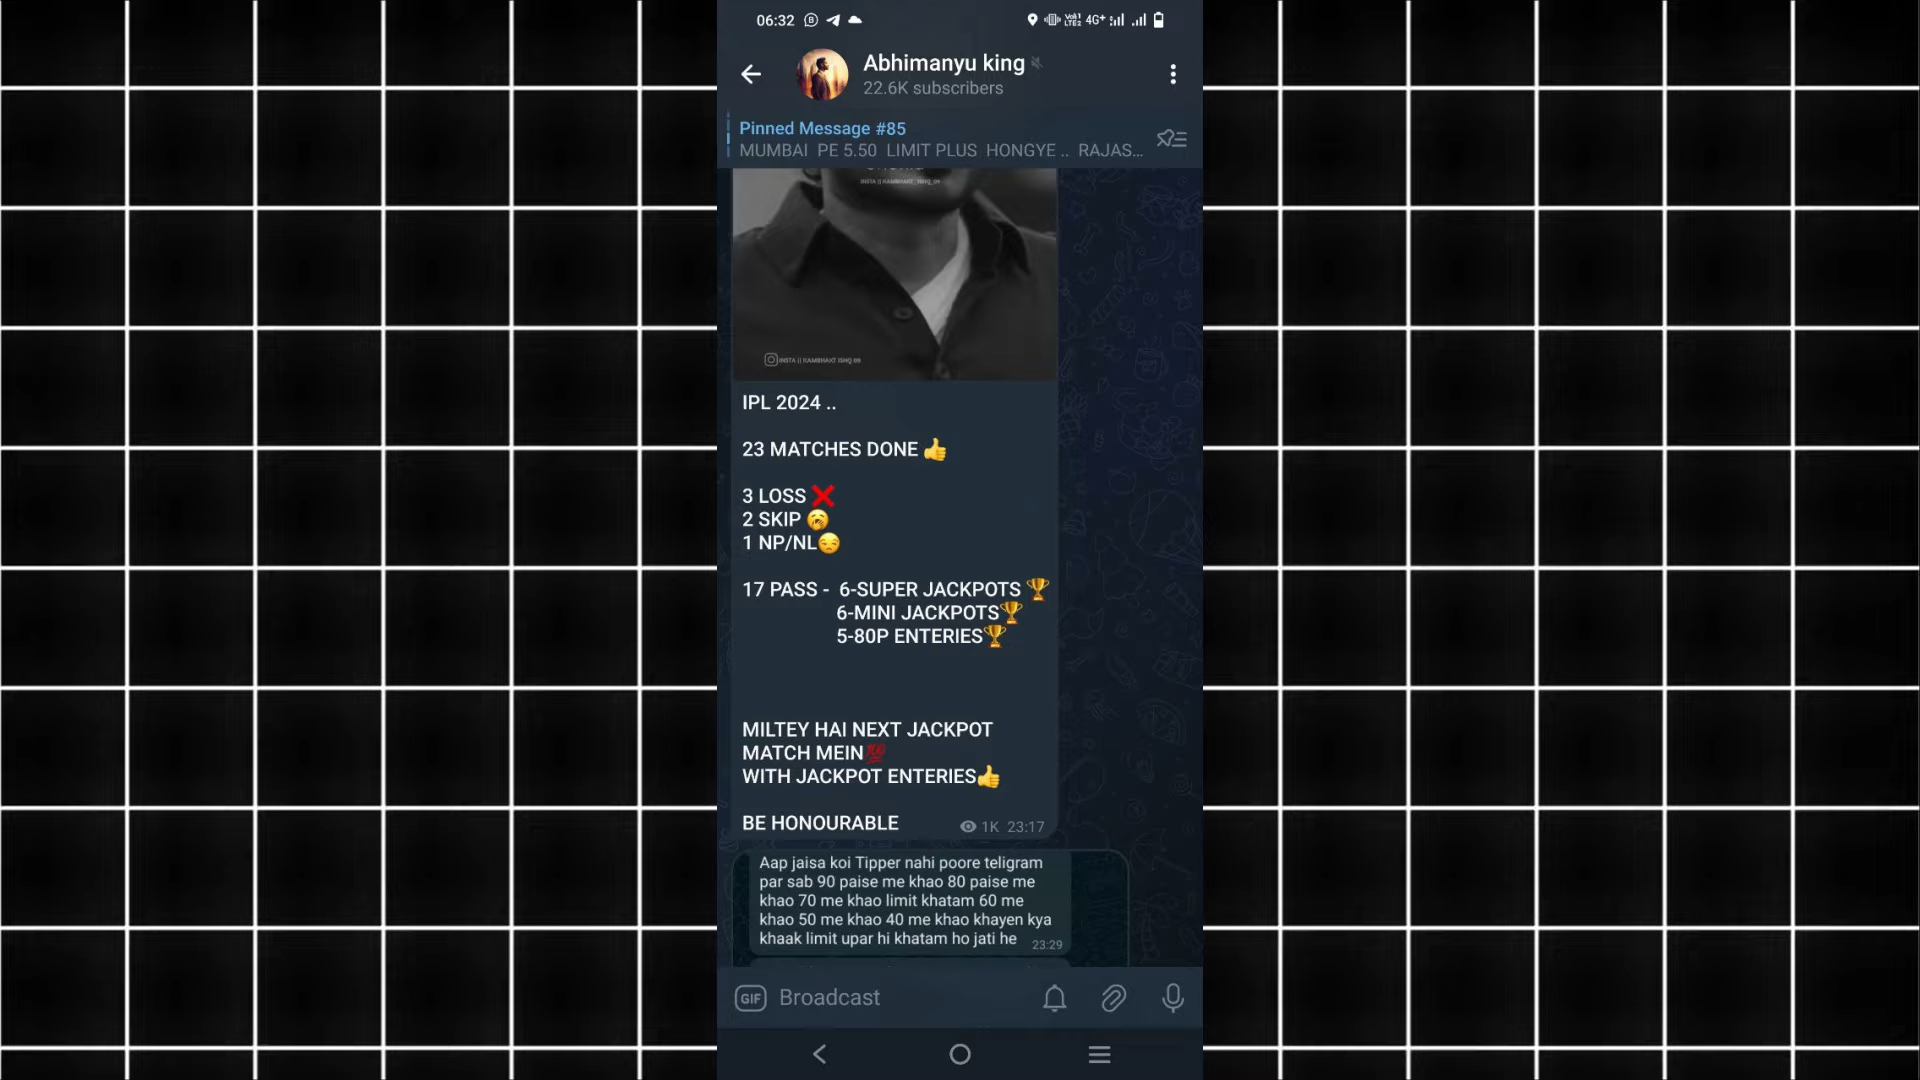 06:32
4G+
Abhimanyu king
22.6K subscribers
Pinned Message #85
MUMBAI PE 5.50 LIMIT PLUS HONGYE .. RAJAS...
IPL 2024 ..
23 MATCHES DONE 👍
3 LOSS ❌
2 SKIP 🥱
1 NP/NL😒
17 PASS - 6-SUPER JACKPOTS 🏆
6-MINI JACKPOTS🏆
5-80P ENTERIES🏆
MILTEY HAI NEXT JACKPOT
MATCH MEIN💯
WITH JACKPOT ENTERIES👍
BE HONOURABLE
1K 23:17
Aap jaisa koi Tipper nahi poore teligram
par sab 90 paise me khao 80 paise me
khao 70 me khao limit khatam 60 me
khao 50 me khao 40 me khao khayen kya
khaak limit upar hi khatam ho jati he
23:29
GIF Broadcast